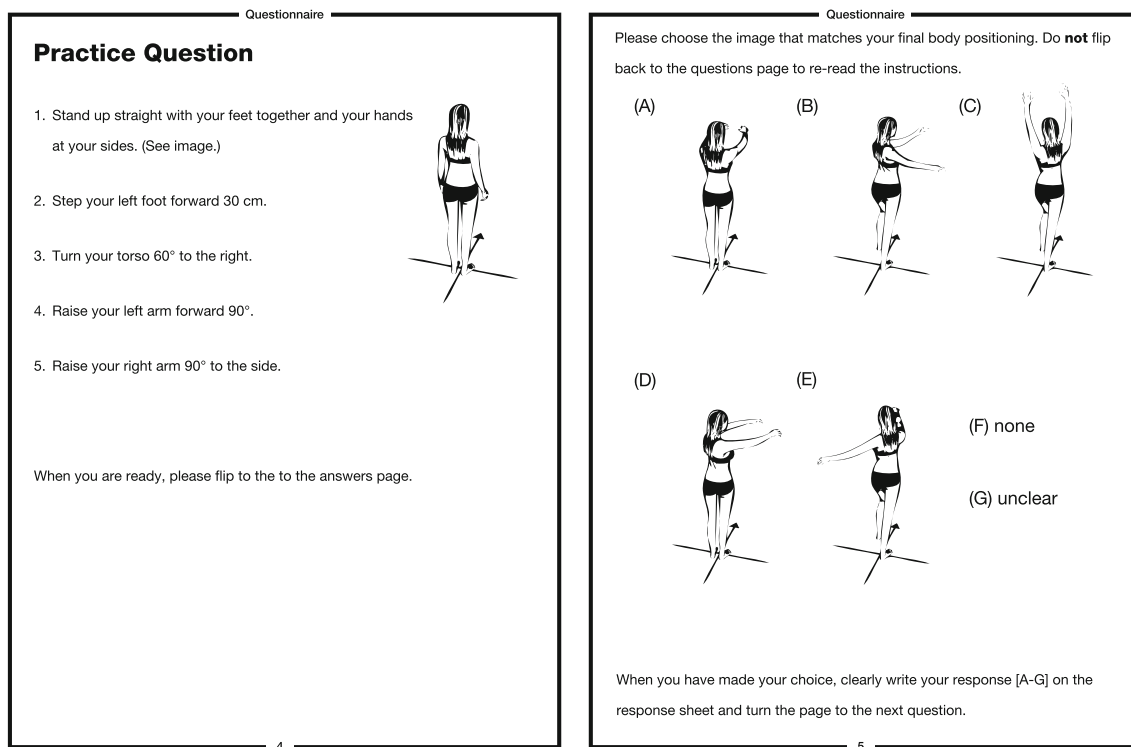 Questionnaire
Practice Question
1. Stand up straight with your feet together and your hands
at your sides. (See image.)
2. Step your left foot forward 30 cm.
3. Turn your torso 60° to the right.
4. Raise your left arm forward 90°.
5. Raise your right arm 90° to the side.
When you are ready, please flip to the to the answers page.
4
Questionnaire
Please choose the image that matches your final body positioning. Do not flip
back to the questions page to re-read the instructions.
(A)
(B)
(C)
(D)
(E)
(F) none
(G) unclear
When you have made your choice, clearly write your response [A-G] on the
response sheet and turn the page to the next question.
5